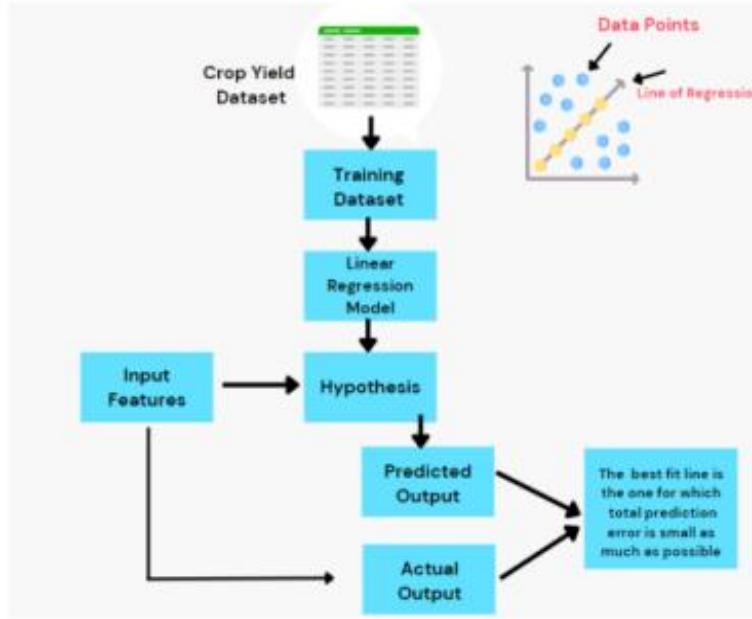 Crop Yield
Dataset
Data Points
Line of Regressio
Training
Dataset
Linear
Regression
Model
Input
Features
Hypothesis
Predicted
Output
The best fit line is
the one for which
total prediction
error is small as
much as possible
Actual
Output